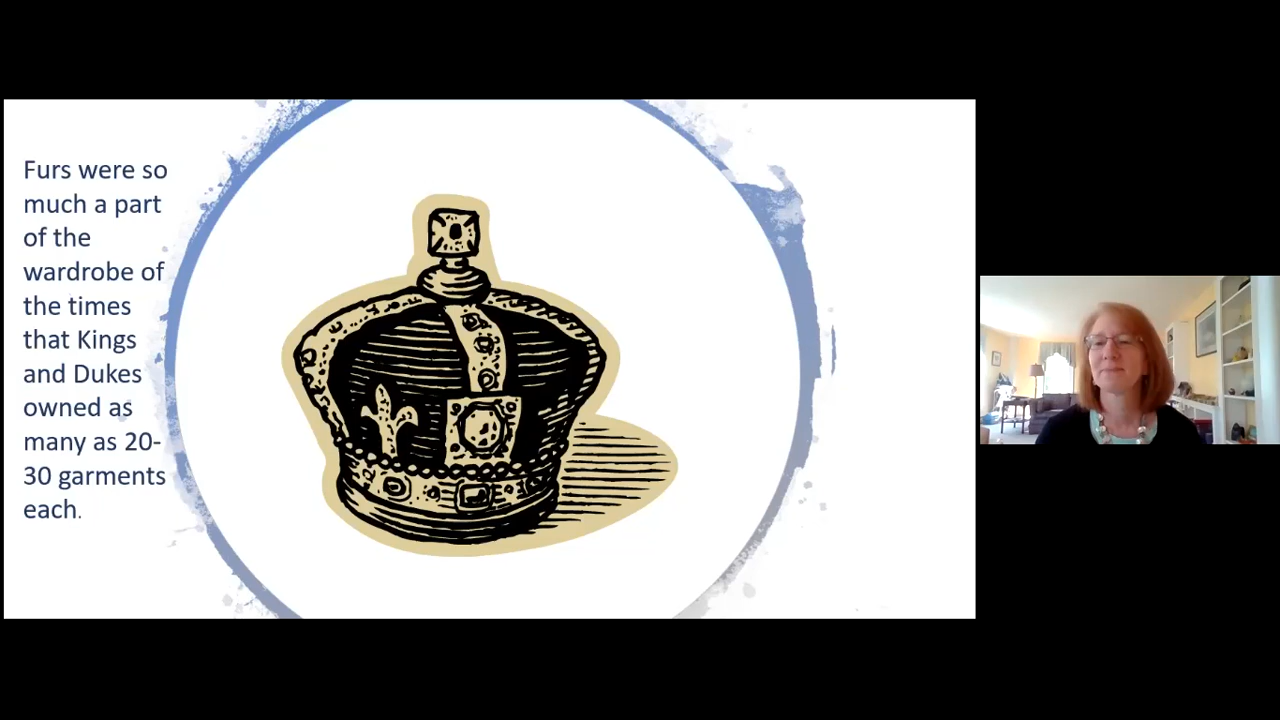 Furs were so
much a part
of the
wardrobe of
the times
that Kings
and Dukes
owned as
many as 20-
30 garments
each.